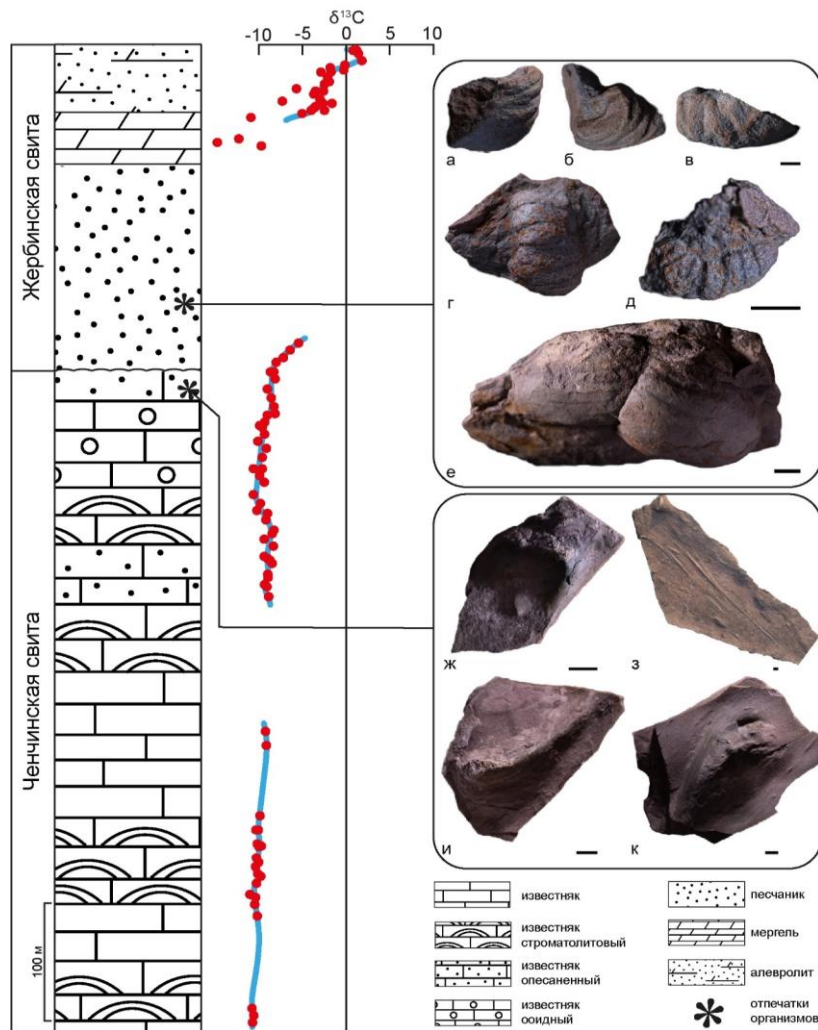 δ¹³C
-10 -5 0 5 10
Жербинская свита
Ченчинская свита
100 м
а б в
г д
е
ж з
и к
известняк
известняк
строматолитовый
известняк
опесаненный
известняк
ооидный
песчаник
мергель
алевролит
отпечатки
организмов